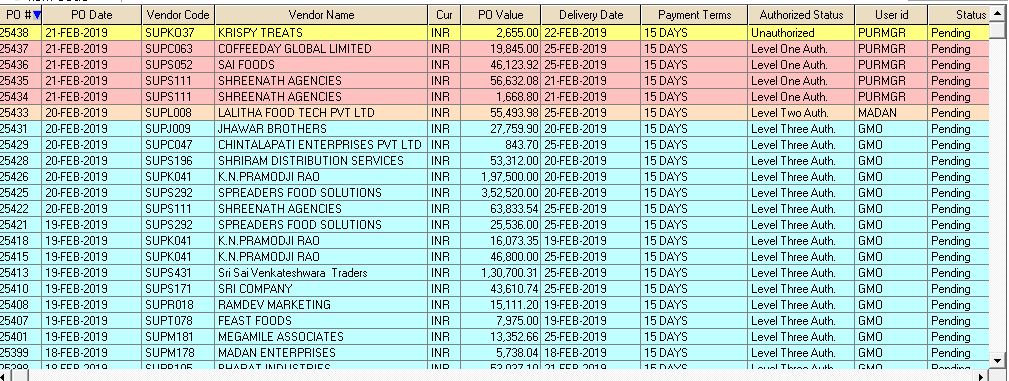 PO # PO Date Vendor Code Vendor Name Cur PO Value Delivery Date Payment Terms Authorized Status User id Status
25438 21-FEB-2019 SUPK037 KRISPY TREATS INR 2,655.00 22-FEB-2019 15 DAYS Unauthorized PURMGR Pending
25437 21-FEB-2019 SUPC063 COFFEEDAY GLOBAL LIMITED INR 19,845.00 25-FEB-2019 15 DAYS Level One Auth. PURMGR Pending
25436 21-FEB-2019 SUPS052 SAI FOODS INR 46,123.92 25-FEB-2019 15 DAYS Level One Auth. PURMGR Pending
25435 21-FEB-2019 SUPS111 SHREENATH AGENCIES INR 56,632.08 21-FEB-2019 15 DAYS Level One Auth. PURMGR Pending
25434 21-FEB-2019 SUPS111 SHREENATH AGENCIES INR 1,668.80 21-FEB-2019 15 DAYS Level One Auth. PURMGR Pending
25433 20-FEB-2019 SUPL008 LALITHA FOOD TECH PVT LTD INR 55,493.98 25-FEB-2019 15 DAYS Level Two Auth. MADAN Pending
25431 20-FEB-2019 SUPJ009 JHAWAR BROTHERS INR 27,759.90 20-FEB-2019 15 DAYS Level Three Auth. GMO Pending
25429 20-FEB-2019 SUPC047 CHINTALAPATI ENTERPRISES PVT LTD INR 843.70 25-FEB-2019 15 DAYS Level Three Auth. GMO Pending
25428 20-FEB-2019 SUPS196 SHRIRAM DISTRIBUTION SERVICES INR 53,312.00 20-FEB-2019 15 DAYS Level Three Auth. GMO Pending
25426 20-FEB-2019 SUPK041 K.N.PRAMODJI RAO INR 1,97,500.00 21-FEB-2019 15 DAYS Level Three Auth. GMO Pending
25425 20-FEB-2019 SUPS292 SPREADERS FOOD SOLUTIONS INR 3,52,520.00 25-FEB-2019 15 DAYS Level Three Auth. GMO Pending
25422 20-FEB-2019 SUPS111 SHREENATH AGENCIES INR 63,833.54 25-FEB-2019 15 DAYS Level Three Auth. GMO Pending
25421 19-FEB-2019 SUPS292 SPREADERS FOOD SOLUTIONS INR 25,536.00 25-FEB-2019 15 DAYS Level Three Auth. GMO Pending
25418 19-FEB-2019 SUPK041 K.N.PRAMODJI RAO INR 16,073.35 19-FEB-2019 15 DAYS Level Three Auth. GMO Pending
25415 19-FEB-2019 SUPK041 K.N.PRAMODJI RAO INR 46,800.00 25-FEB-2019 15 DAYS Level Three Auth. GMO Pending
25413 19-FEB-2019 SUPS431 Sri Sai Venkateshwara Traders INR 1,30,700.31 25-FEB-2019 15 DAYS Level Three Auth. GMO Pending
25410 19-FEB-2019 SUPS171 SRI COMPANY INR 43,610.74 25-FEB-2019 15 DAYS Level Three Auth. GMO Pending
25408 19-FEB-2019 SUPR018 RAMDEV MARKETING INR 15,111.20 19-FEB-2019 15 DAYS Level Three Auth. GMO Pending
25407 19-FEB-2019 SUPT078 FEAST FOODS INR 7,975.00 19-FEB-2019 15 DAYS Level Three Auth. GMO Pending
25401 19-FEB-2019 SUPM181 MEGAMILE ASSOCIATES INR 13,352.66 25-FEB-2019 15 DAYS Level Three Auth. GMO Pending
25399 18-FEB-2019 SUPM178 MADAN ENTERPRISES INR 5,738.04 18-FEB-2019 15 DAYS Level Three Auth. GMO Pending
18-FEB-2019 BHARAT INDUSTRIES INR 21-FEB-2019 15 DAYS Level Three Auth. GMO Pending